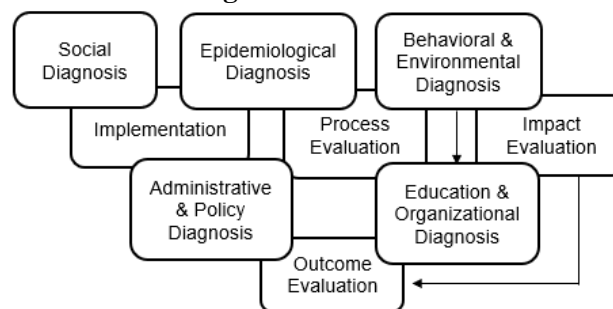 Social
Diagnosis
Epidemiological
Diagnosis
Behavioral &
Environmental
Diagnosis
Implementation
Process
Evaluation
Impact
Evaluation
Administrative
& Policy
Diagnosis
Education &
Organizational
Diagnosis
Outcome
Evaluation